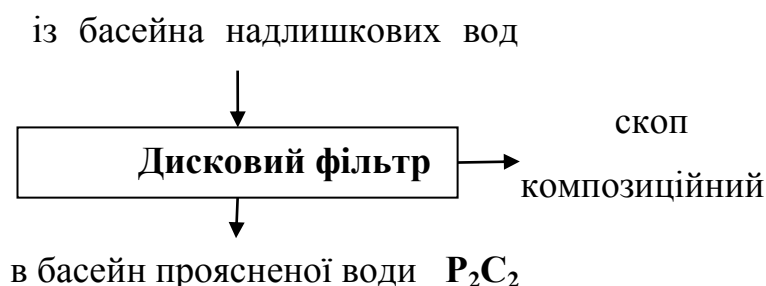 із басейна надлишкових вод
Дисковий фільтр
скоп
композиційний
в басейн проясненої води P₂C₂